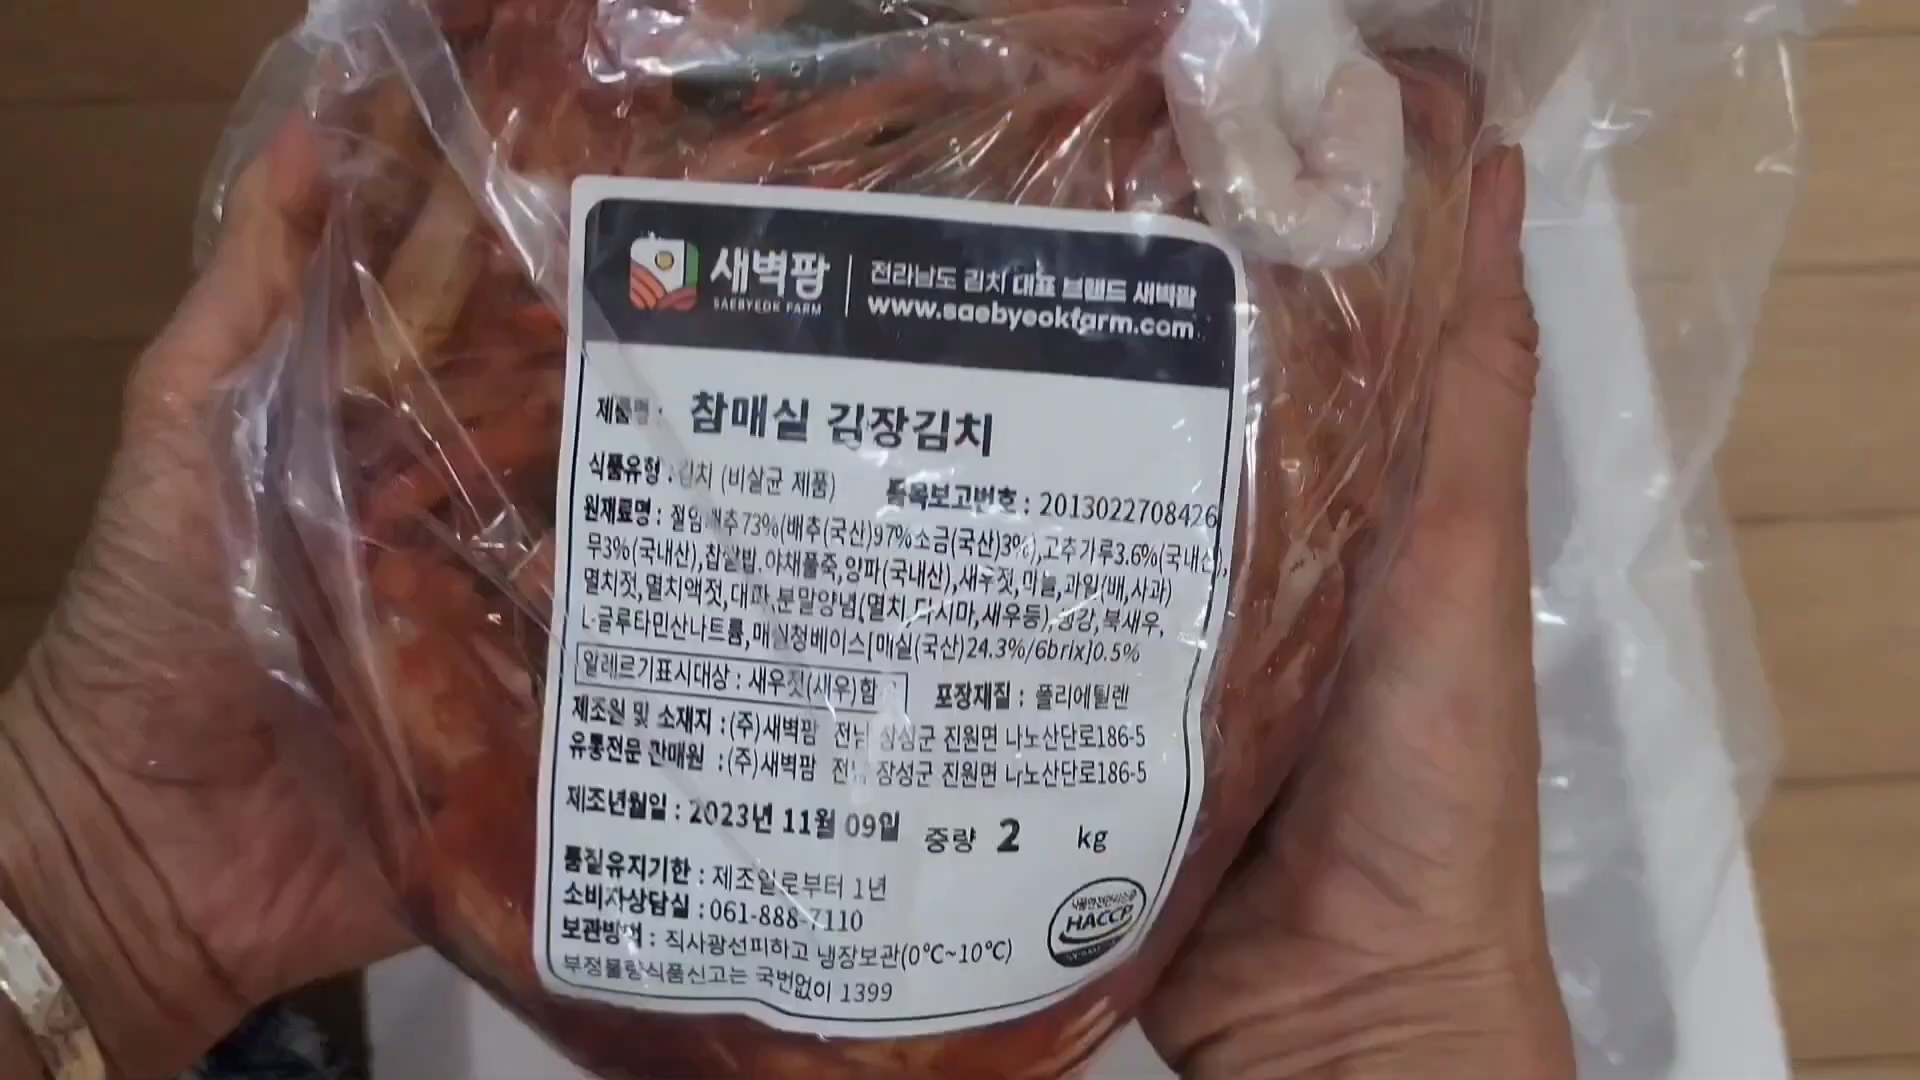 새벽팜
SAEBYEOK FARM
전라남도 김치 대표 브랜드 새벽팜
www.saebyeokfarm.com
제품명 : 참매실 김장김치
식품유형 : 김치 (비살균 제품) 품목보고번호 : 2013022708426
원재료명 : 절임배추73%(배추(국산)97%소금(국산)3%),고추가루3.6%(국내산),
무3%(국내산),찹쌀밥,야채풀죽,양파(국내산),새우젓,마늘,과일(배,사과)
멸치젓,멸치액젓,대파,분말양념(멸치,다시마,새우등),생강,북새우,
L-글루타민산나트륨,매실청베이스[매실(국산)24.3%/6brix]0.5%
알레르기표시대상 : 새우젓(새우)함 포장재질 : 폴리에틸렌
제조원 및 소재지 : (주)새벽팜 전남 장성군 진원면 나노산단로186-5
유통전문 판매원 : (주)새벽팜 전남 장성군 진원면 나노산단로186-5
제조년월일 : 2023년 11월 09일 중량 2 kg
품질유지기한 : 제조일로부터 1년
소비자상담실 : 061-888-7110
보관방법 : 직사광선피하고 냉장보관(0℃~10℃)
부정불량식품신고는 국번없이 1399
HACCP